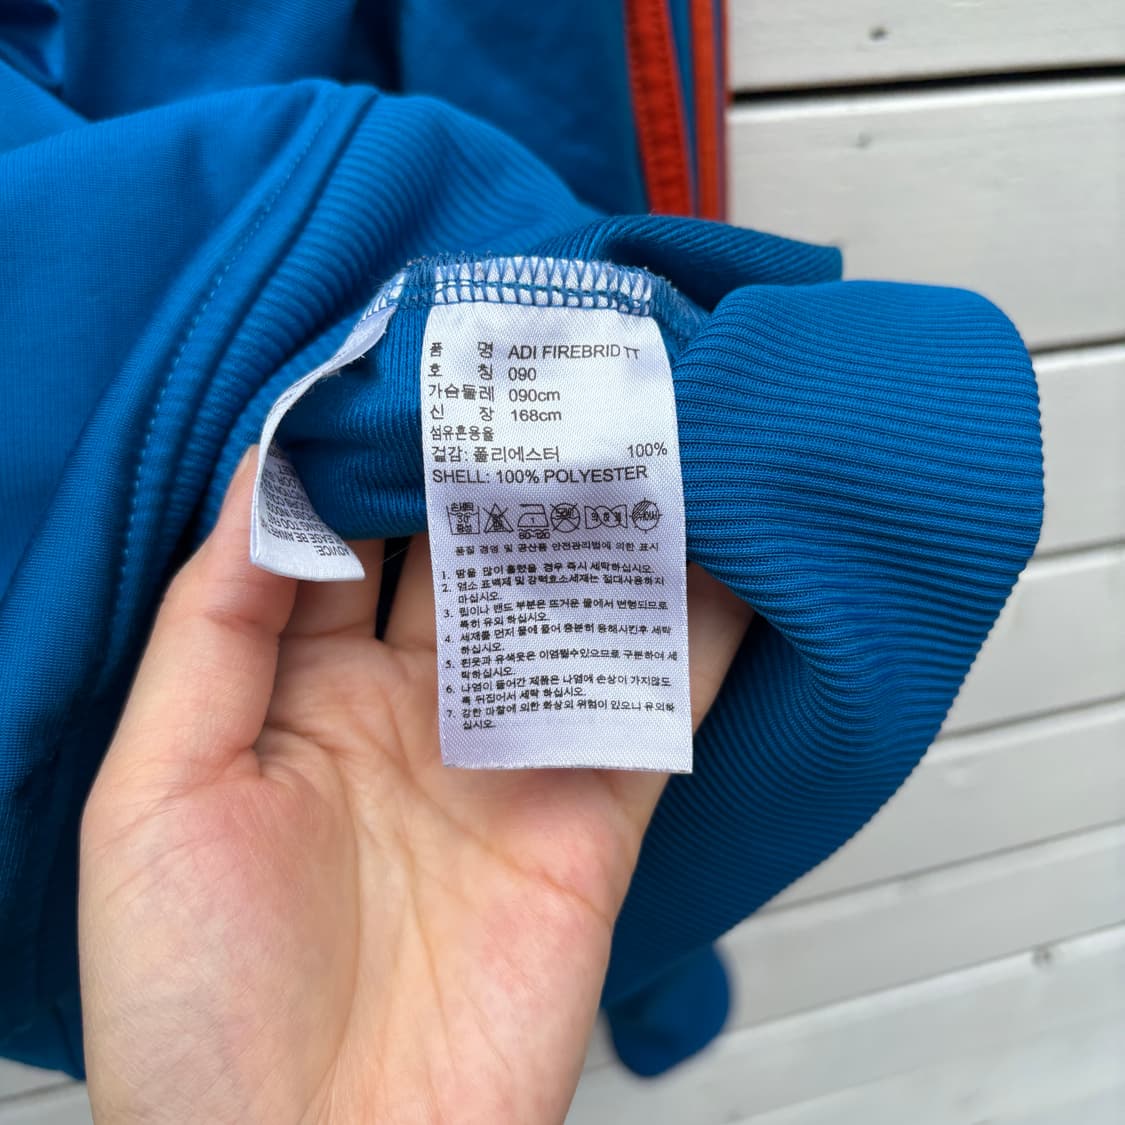 품 명 ADI FIREBRID TT
호 칭 090
가슴둘레 090cm
신 장 168cm
섬유혼용율
겉감: 폴리에스터 100%
SHELL: 100% POLYESTER
60-120
품질 경영 및 공산품 안전관리법에 의한 표시
1. 땀을 많이 흘렸을 경우 즉시 세탁하십시오.
2. 염소 표백제 및 강력효소세제는 절대사용하지
마십시오.
3. 립이나 밴드 부분은 뜨거운 물에서 변형되므로
특히 유의 하십시오.
4. 세제를 먼저 물에 풀어 충분히 용해시킨후 세탁
하십시오.
5. 흰옷과 유색옷은 이염될수있으므로 구분하여 세
탁하십시오.
6. 나염이 들어간 제품은 나염에 손상이 가지않도
록 뒤집어서 세탁 하십시오.
7. 강한 마찰에 의한 화상의 위험이 있으니 유의하
십시오.
ADVICE